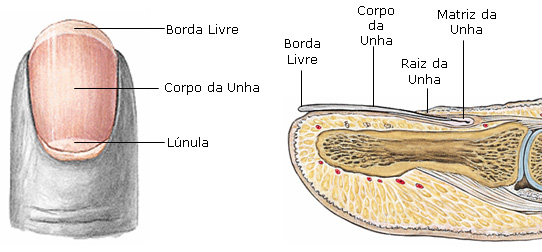 Borda Livre
Corpo da Unha
Lúnula
Borda
Livre
Corpo
da
Unha
Raiz da
Unha
Matriz da
Unha